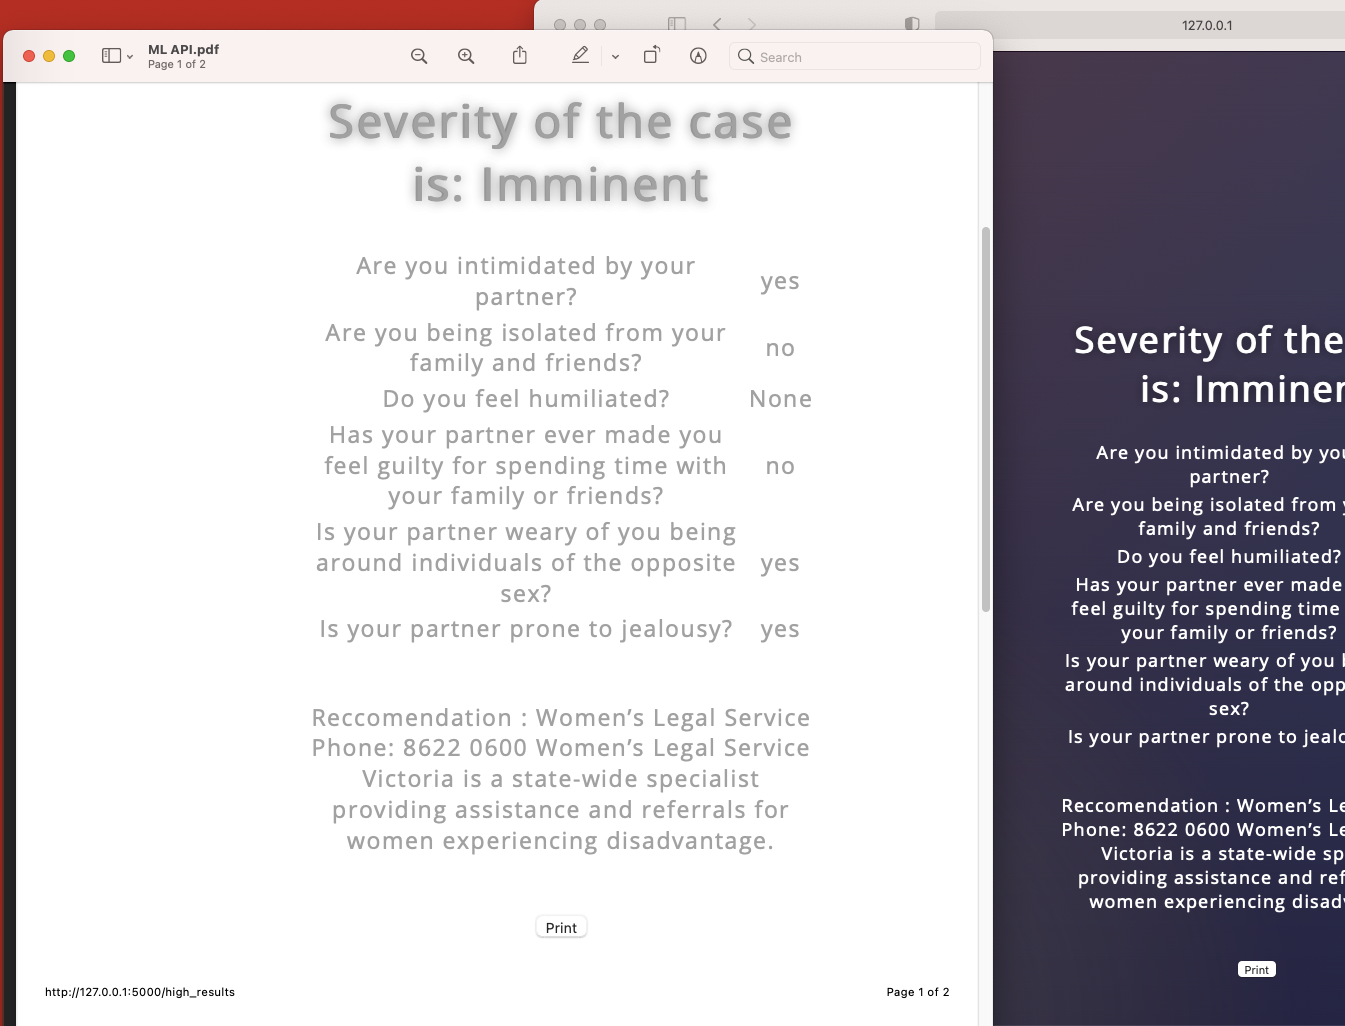 127.0.0.1
ML API.pdf
Page 1 of 2
Search
Severity of the case
is: Imminent
Are you intimidated by your
partner?
yes
Are you being isolated from your
family and friends?
no
Do you feel humiliated?
None
Has your partner ever made you
feel guilty for spending time with
your family or friends?
no
Is your partner weary of you being
around individuals of the opposite
sex?
yes
Is your partner prone to jealousy?
yes
Reccomendation : Women’s Legal Service
Phone: 8622 0600 Women’s Legal Service
Victoria is a state-wide specialist
providing assistance and referrals for
women experiencing disadvantage.
Print
http://127.0.0.1:5000/high_results
Page 1 of 2
Severity of the
is:
Are you intimidated by
partner?
Are you being isolated from
family and friends?
Do you feel humiliated?
Has your partner ever made
feel guilty for spending time
your family or friends?
Is your partner weary of you
around individuals of the
sex?
Is your partner prone to
Reccomendation : Women’s
Phone: 8622 0600 Women’s
Victoria is a state-wide
providing assistance and
women experiencing
Print